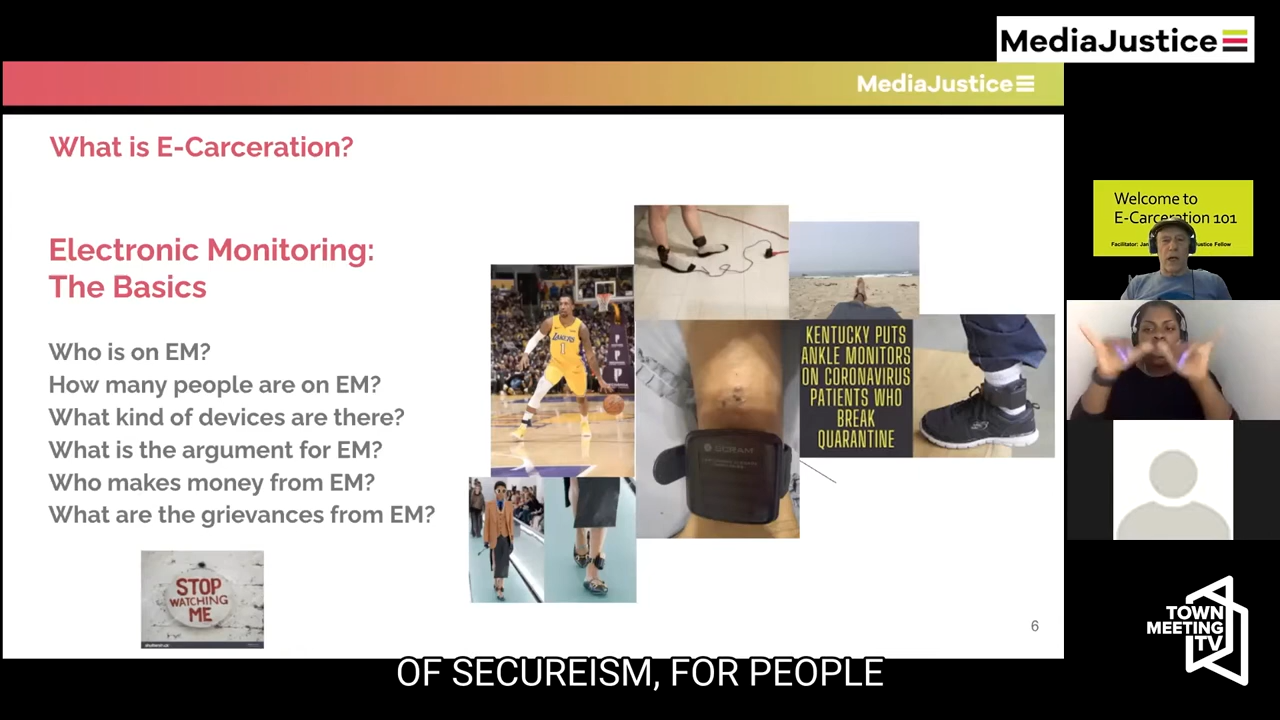 MediaJustice
MediaJustice
What is E-Carceration?
Electronic Monitoring:
The Basics
Who is on EM?
How many people are on EM?
What kind of devices are there?
What is the argument for EM?
Who makes money from EM?
What are the grievances from EM?
STOP
WATCHING
ME
LAKERS
1
KENTUCKY PUTS
ANKLE MONITORS
ON CORONAVIRUS
PATIENTS WHO
BREAK
QUARANTINE
6
Welcome to
E-Carceration 101
Facilitator:
Fellow
TOWN
MEETING
TV
OF SECUREISM, FOR PEOPLE